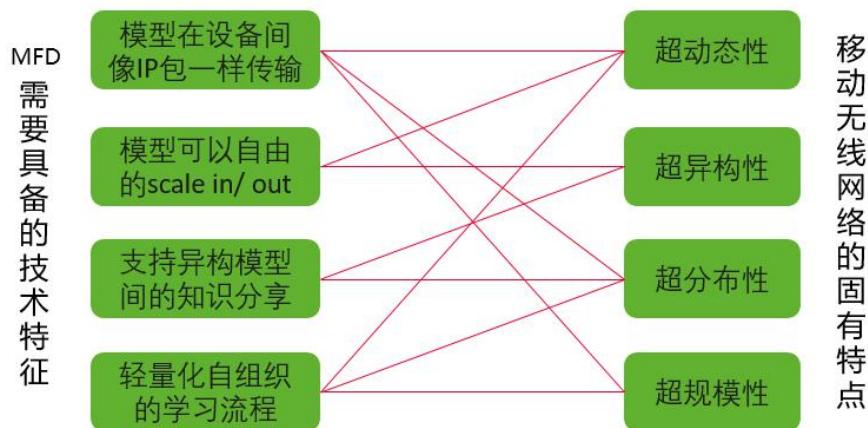 MFD
需要具备的技术特征
模型在设备间
像IP包一样传输
模型可以自由
的scale in/ out
支持异构模型
间的知识分享
轻量化自组织
的学习流程
超动态性
超异构性
超分布性
超规模性
移动无线网络的固有特点